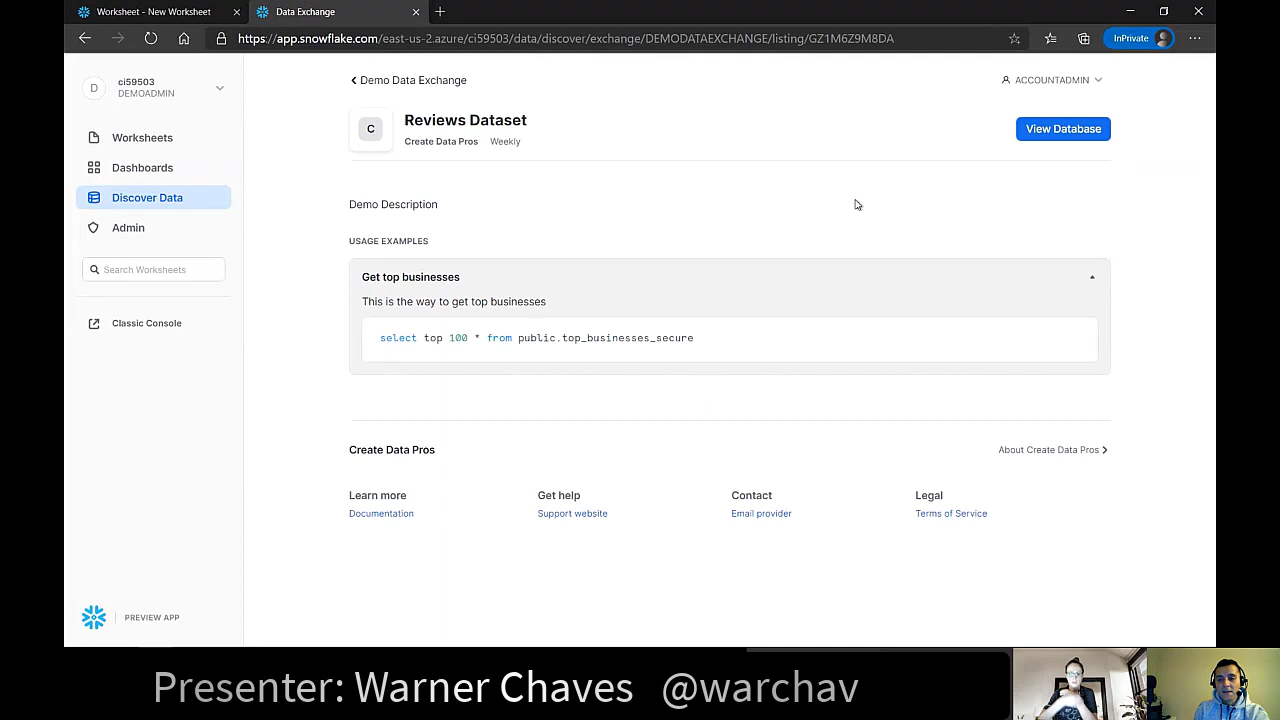 Worksheet - New Worksheet
Data Exchange
https://app.snowflake.com/east-us-2.azure/ci59503/data/discover/exchange/DEMODATAEXCHANGE/listing/GZ1M6Z9M8DA
InPrivate
D
ci59503
DEMOADMIN
Worksheets
Dashboards
Discover Data
Admin
Search Worksheets
Classic Console
PREVIEW APP
Demo Data Exchange
ACCOUNTADMIN
C
Reviews Dataset
Create Data Pros Weekly
View Database
Demo Description
USAGE EXAMPLES
Get top businesses
This is the way to get top businesses
select top 100 * from public.top_businesses_secure
Create Data Pros
About Create Data Pros
Learn more
Documentation
Get help
Support website
Contact
Email provider
Legal
Terms of Service
Presenter: Warner Chaves @warchav